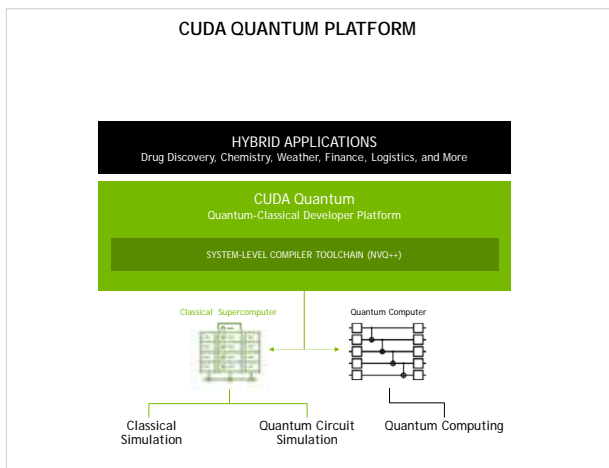 CUDA QUANTUM PLATFORM
HYBRID APPLICATIONS
Drug Discovery, Chemistry, Weather, Finance, Logistics, and More
CUDA Quantum
Quantum-Classical Developer Platform
SYSTEM-LEVEL COMPILER TOOLCHAIN (NVQ++)
Classical Supercomputer
Quantum Computer
Classical
Simulation
Quantum Circuit
Simulation
Quantum Computing